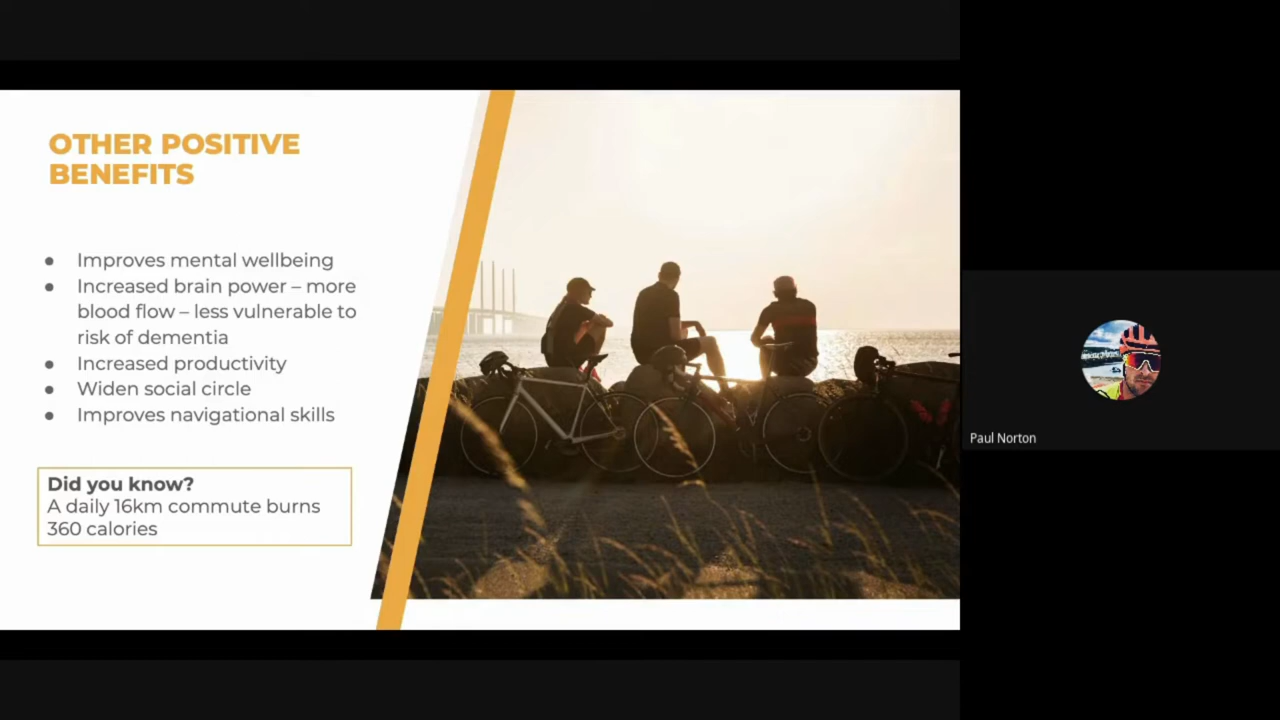 OTHER POSITIVE
BENEFITS
● Improves mental wellbeing
● Increased brain power – more
blood flow – less vulnerable to
risk of dementia
● Increased productivity
● Widen social circle
● Improves navigational skills
Did you know?
A daily 16km commute burns
360 calories
Paul Norton